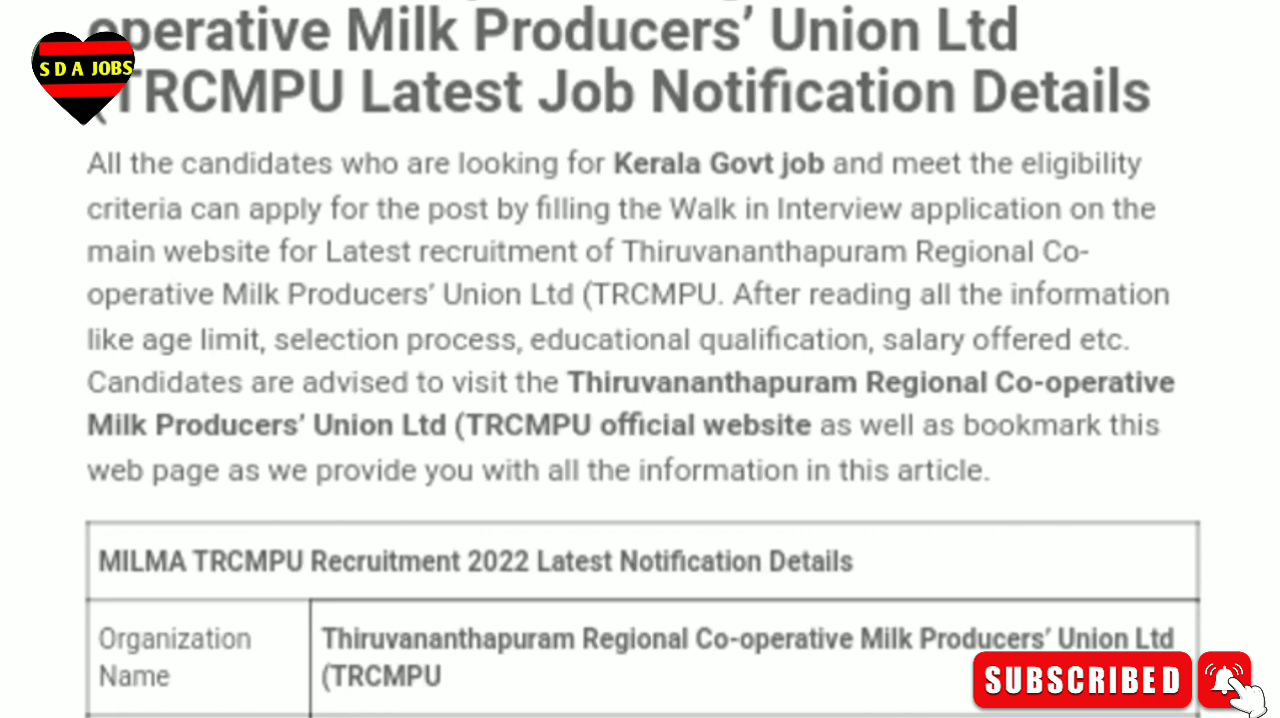 operative Milk Producers’ Union Ltd
S D A JOBS
(TRCMPU Latest Job Notification Details
All the candidates who are looking for Kerala Govt job and meet the eligibility
criteria can apply for the post by filling the Walk in Interview application on the
main website for Latest recruitment of Thiruvananthapuram Regional Co-
operative Milk Producers’ Union Ltd (TRCMPU. After reading all the information
like age limit, selection process, educational qualification, salary offered etc.
Candidates are advised to visit the Thiruvananthapuram Regional Co-operative
Milk Producers’ Union Ltd (TRCMPU official website as well as bookmark this
web page as we provide you with all the information in this article.
MILMA TRCMPU Recruitment 2022 Latest Notification Details
Organization
Name
Thiruvananthapuram Regional Co-operative Milk Producers’ Union Ltd
(TRCMPU
SUBSCRIBED